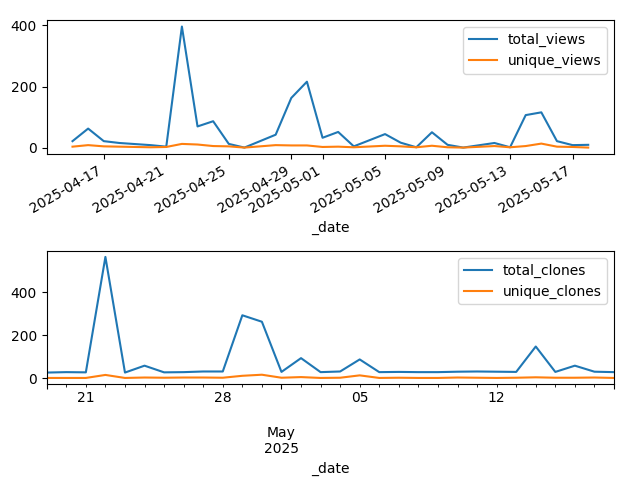 400
200
0
total_views
unique_views
2025-04-17
2025-04-21
2025-04-25
2025-04-29
2025-05-01
2025-05-05
2025-05-09
2025-05-13
2025-05-17
_date
400
200
0
total_clones
unique_clones
21
28
05
12
May
2025
_date